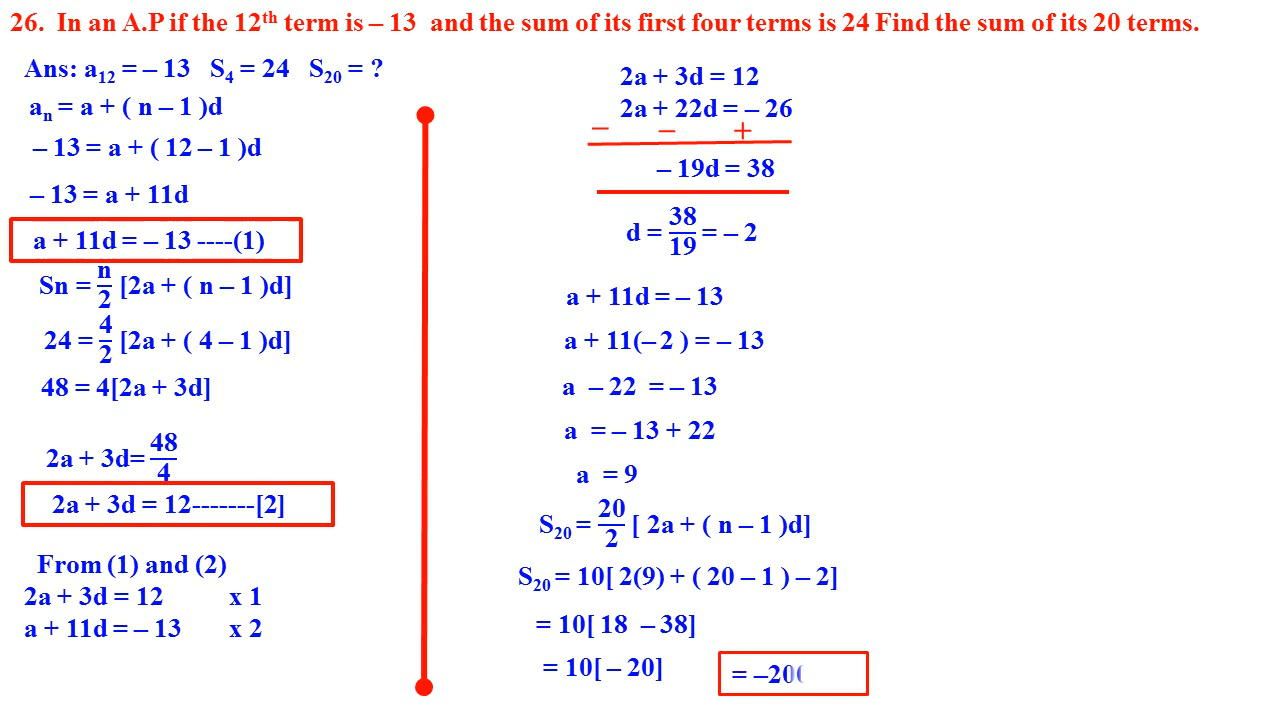 26. In an A.P if the 12th term is – 13 and the sum of its first four terms is 24 Find the sum of its 20 terms.
Ans: a12 = – 13 S4 = 24 S20 = ?
an = a + ( n – 1 )d
– 13 = a + ( 12 – 1 )d
– 13 = a + 11d
a + 11d = – 13 ----(1)
Sn = n/2 [2a + ( n – 1 )d]
24 = 4/2 [2a + ( 4 – 1 )d]
48 = 4[2a + 3d]
2a + 3d= 48/4
2a + 3d = 12-------[2]
From (1) and (2)
2a + 3d = 12 x 1
a + 11d = – 13 x 2
2a + 3d = 12
2a + 22d = – 26
– – +
– 19d = 38
d = 38/19 = – 2
a + 11d = – 13
a + 11(– 2 ) = – 13
a – 22 = – 13
a = – 13 + 22
a = 9
S20 = 20/2 [ 2a + ( n – 1 )d]
S20 = 10[ 2(9) + ( 20 – 1 ) – 2]
= 10[ 18 – 38]
= 10[ – 20]
= –200